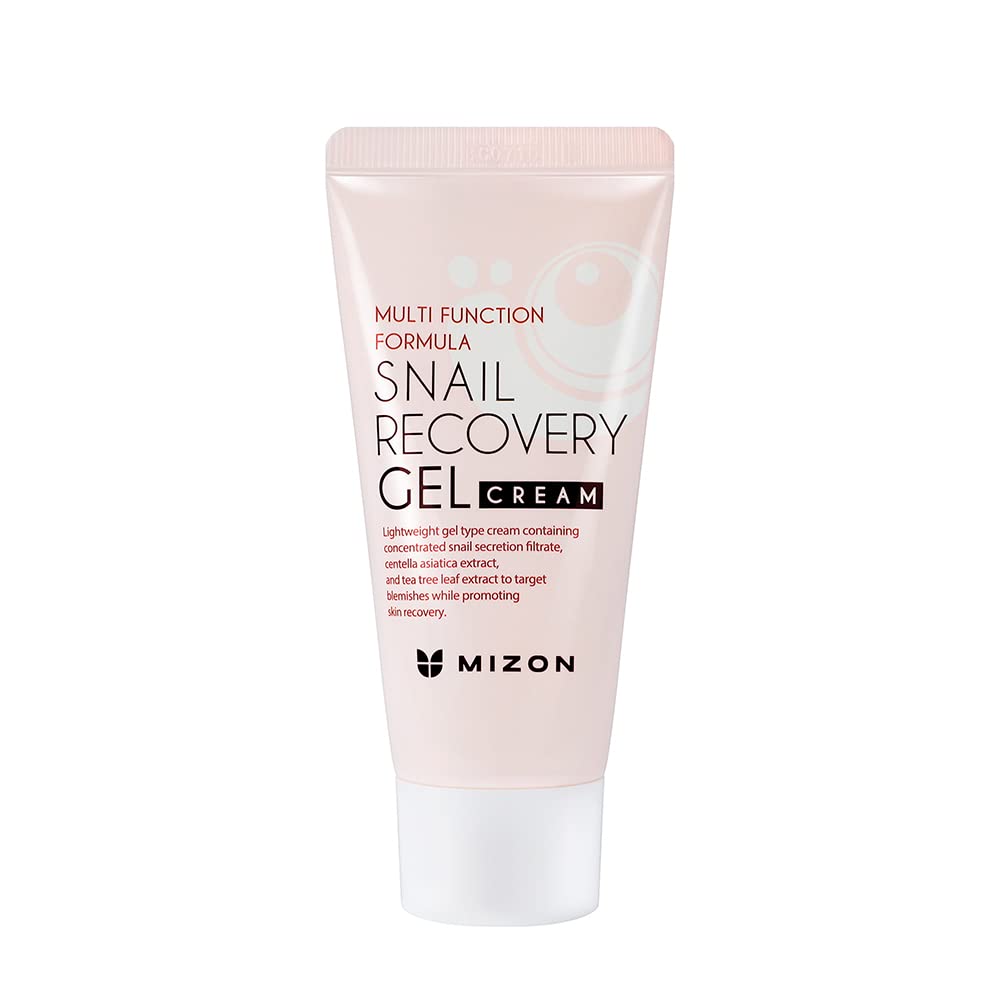 MULTI FUNCTION
FORMULA
SNAIL
RECOVERY
GEL CREAM
Lightweight gel type cream containing
concentrated snail secretion filtrate,
centella asiatica extract,
and tea tree leaf extract to target
blemishes while promoting
skin recovery.
MIZON